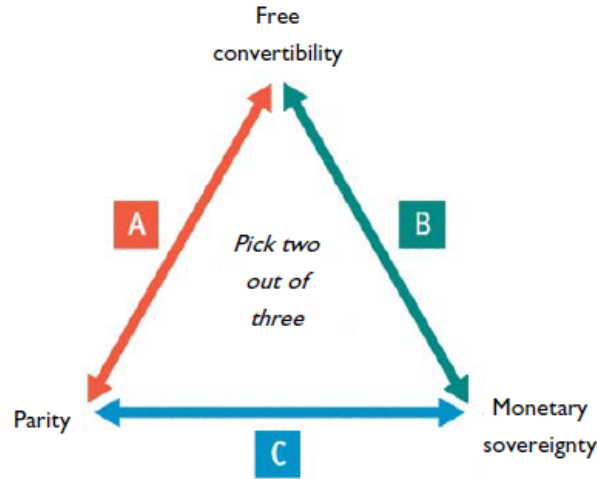 Free
convertibility
A
B
Pick two
out of
three
Parity
Monetary
sovereignty
C